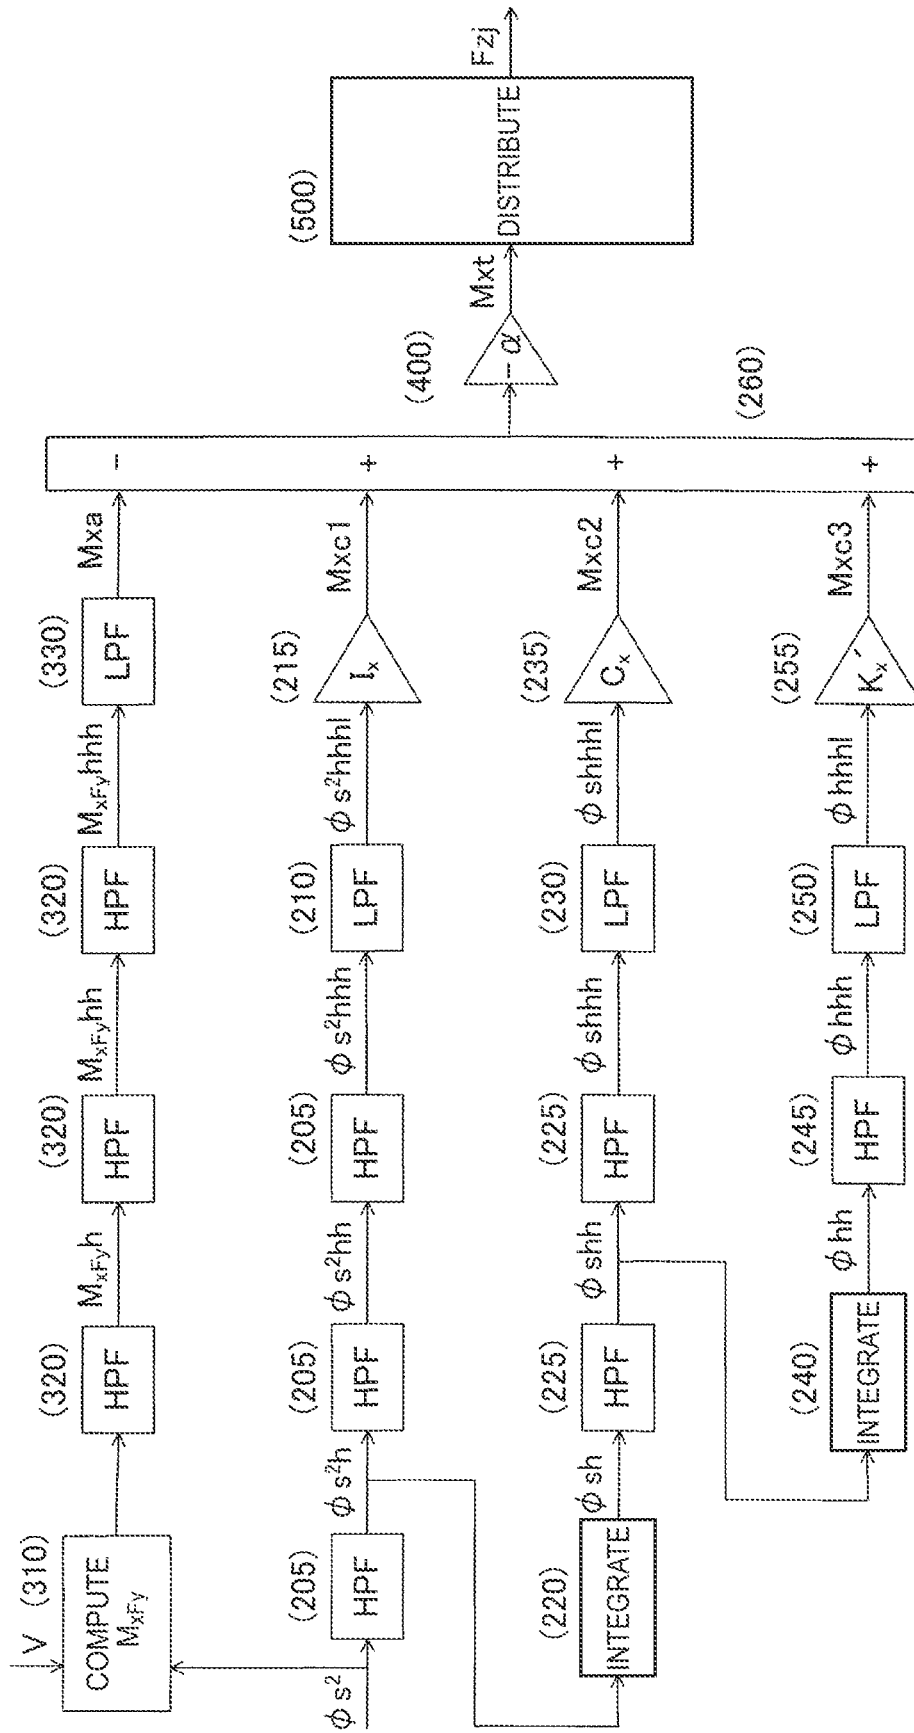 V (310)
COMPUTE
MxFy
(320)
HPF
MxFyh
(320)
HPF
MxFyhh
(320)
HPF
MxFyhhh
(330)
LPF
Mxa
−
ϕs²
(205)
HPF
ϕs²h
(205)
HPF
ϕs²hh
(205)
HPF
ϕs²hhh
(210)
LPF
ϕs²hhhl
(215)
Ix
Mxc1
+
(220)
INTEGRATE
ϕsh
(225)
HPF
ϕshh
(225)
HPF
ϕshhh
(230)
LPF
ϕshhhl
(235)
Cx
Mxc2
+
(240)
INTEGRATE
ϕhh
(245)
HPF
ϕhhh
(250)
LPF
ϕhhhl
(255)
Kx′
Mxc3
+
(260)
(400)
−α
Mxt
(500)
DISTRIBUTE
Fzj